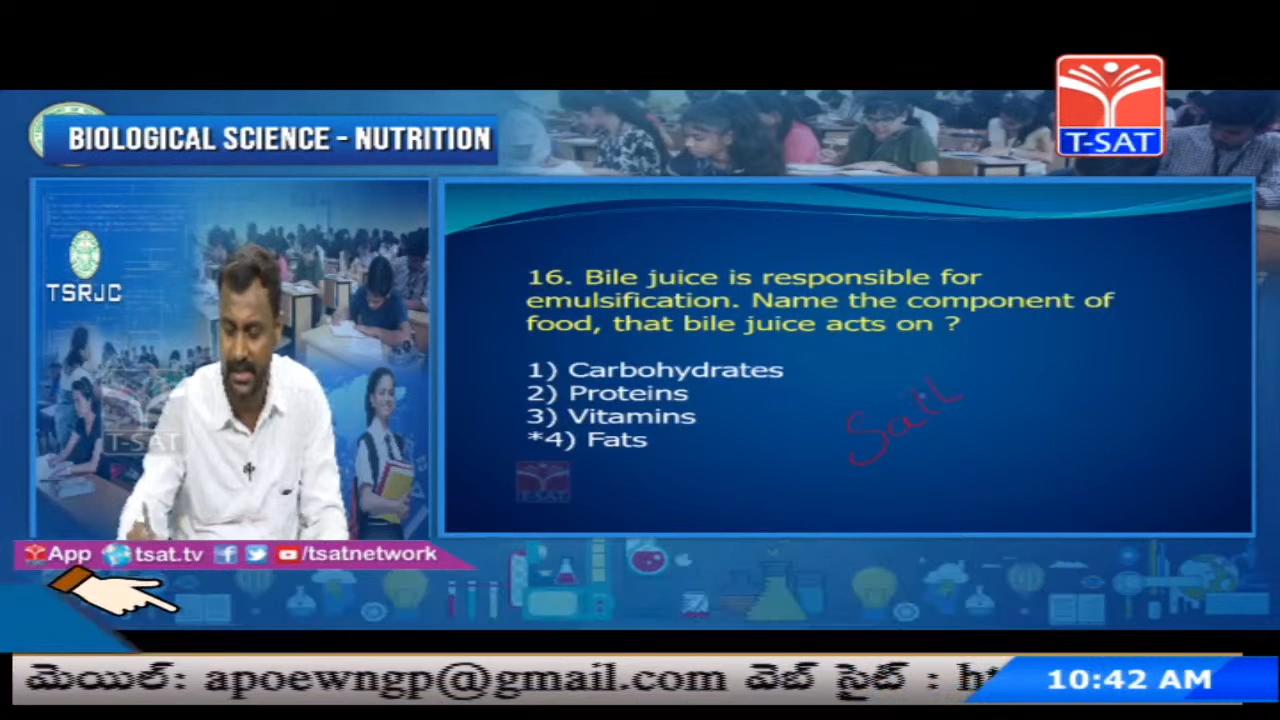 T-SAT
BIOLOGICAL SCIENCE - NUTRITION
TSRJC
T-SAT
16. Bile juice is responsible for
emulsification. Name the component of
food, that bile juice acts on ?
1) Carbohydrates
2) Proteins
3) Vitamins
*4) Fats
T-SAT
App tsat.tv /tsatnetwork
మెయిల్: apoewngp@gmail.com వెబ్ సైట్ :
10:42 AM